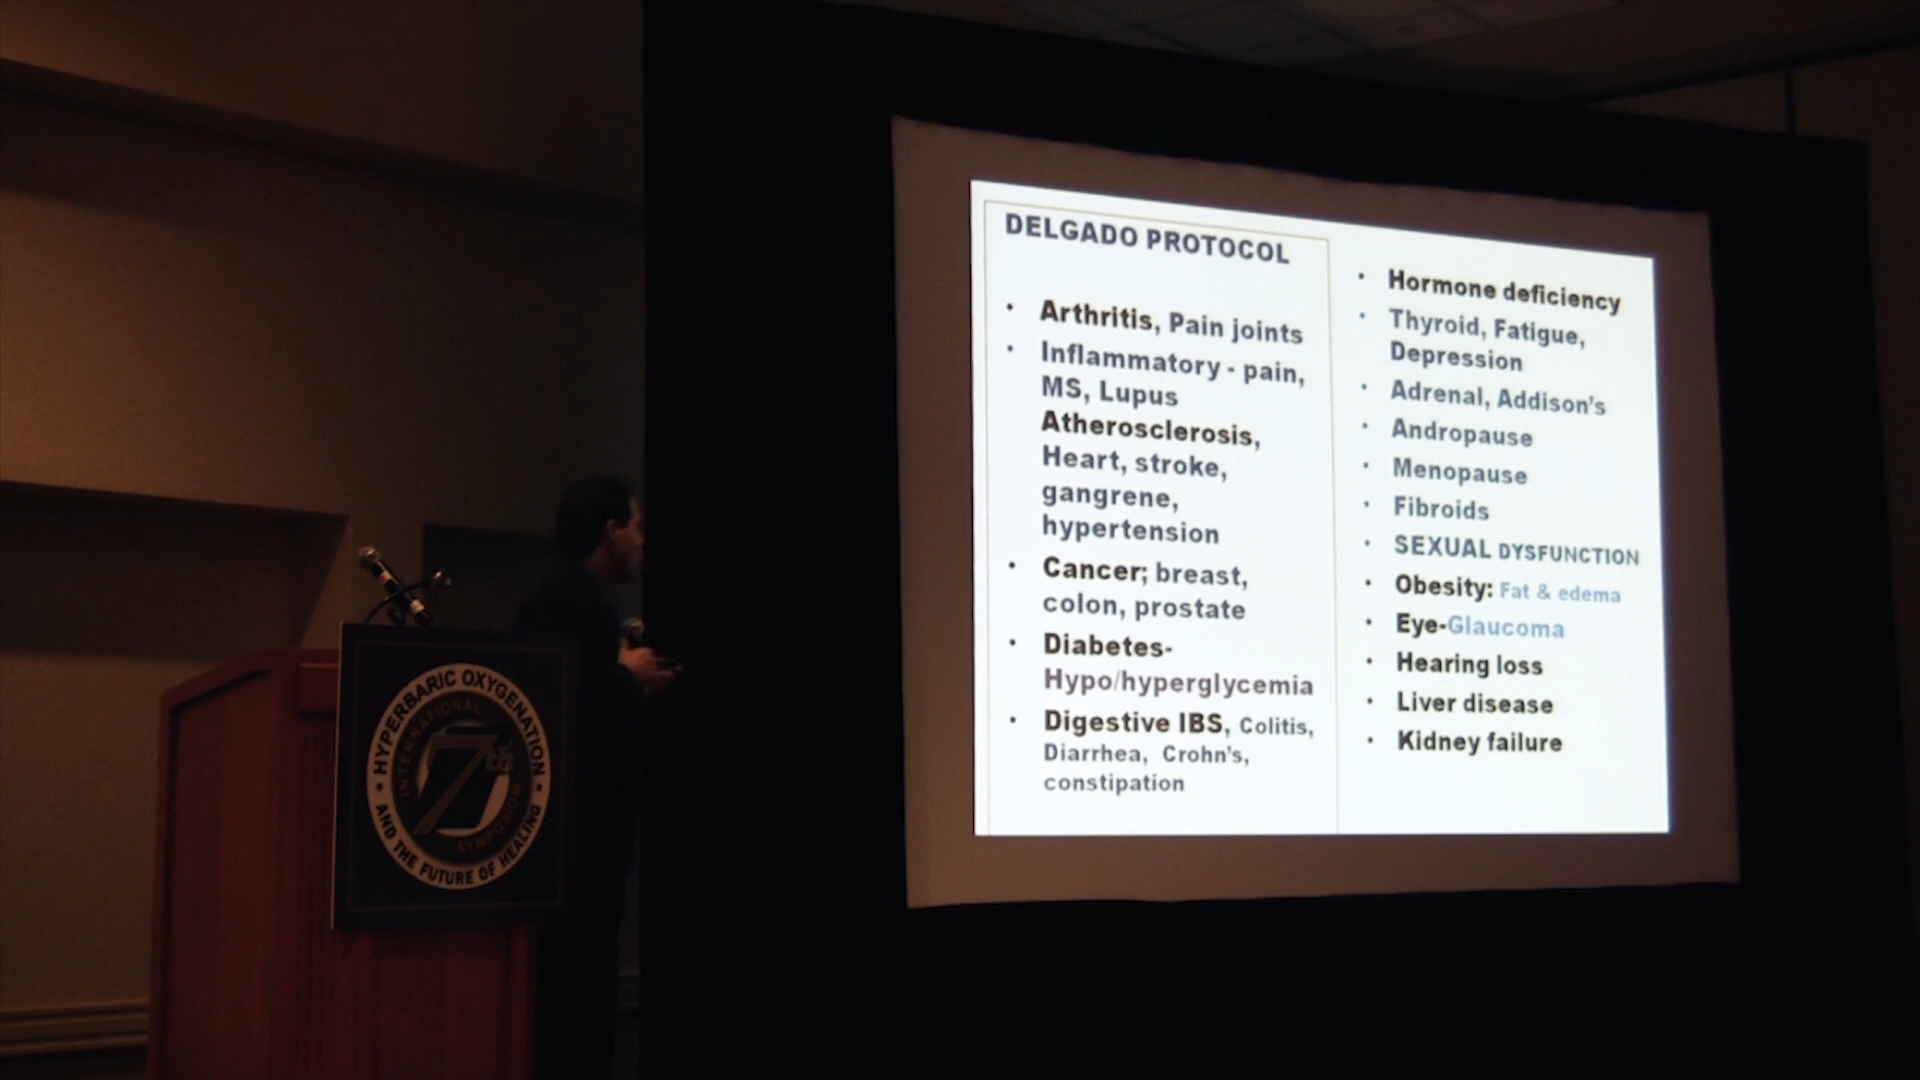 DELGADO PROTOCOL
• Arthritis, Pain joints
• Inflammatory - pain,
MS, Lupus
Atherosclerosis,
Heart, stroke,
gangrene,
hypertension
• Cancer; breast,
colon, prostate
• Diabetes-
Hypo/hyperglycemia
• Digestive IBS, Colitis,
Diarrhea, Crohn's,
constipation
• Hormone deficiency
• Thyroid, Fatigue,
Depression
• Adrenal, Addison's
• Andropause
• Menopause
• Fibroids
• SEXUAL DYSFUNCTION
• Obesity: Fat & edema
• Eye-Glaucoma
• Hearing loss
• Liver disease
• Kidney failure
HYPERBARIC OXYGENATION
INTERNATIONAL
7th
SYMPOSIUM
• AND THE FUTURE OF HEALING •